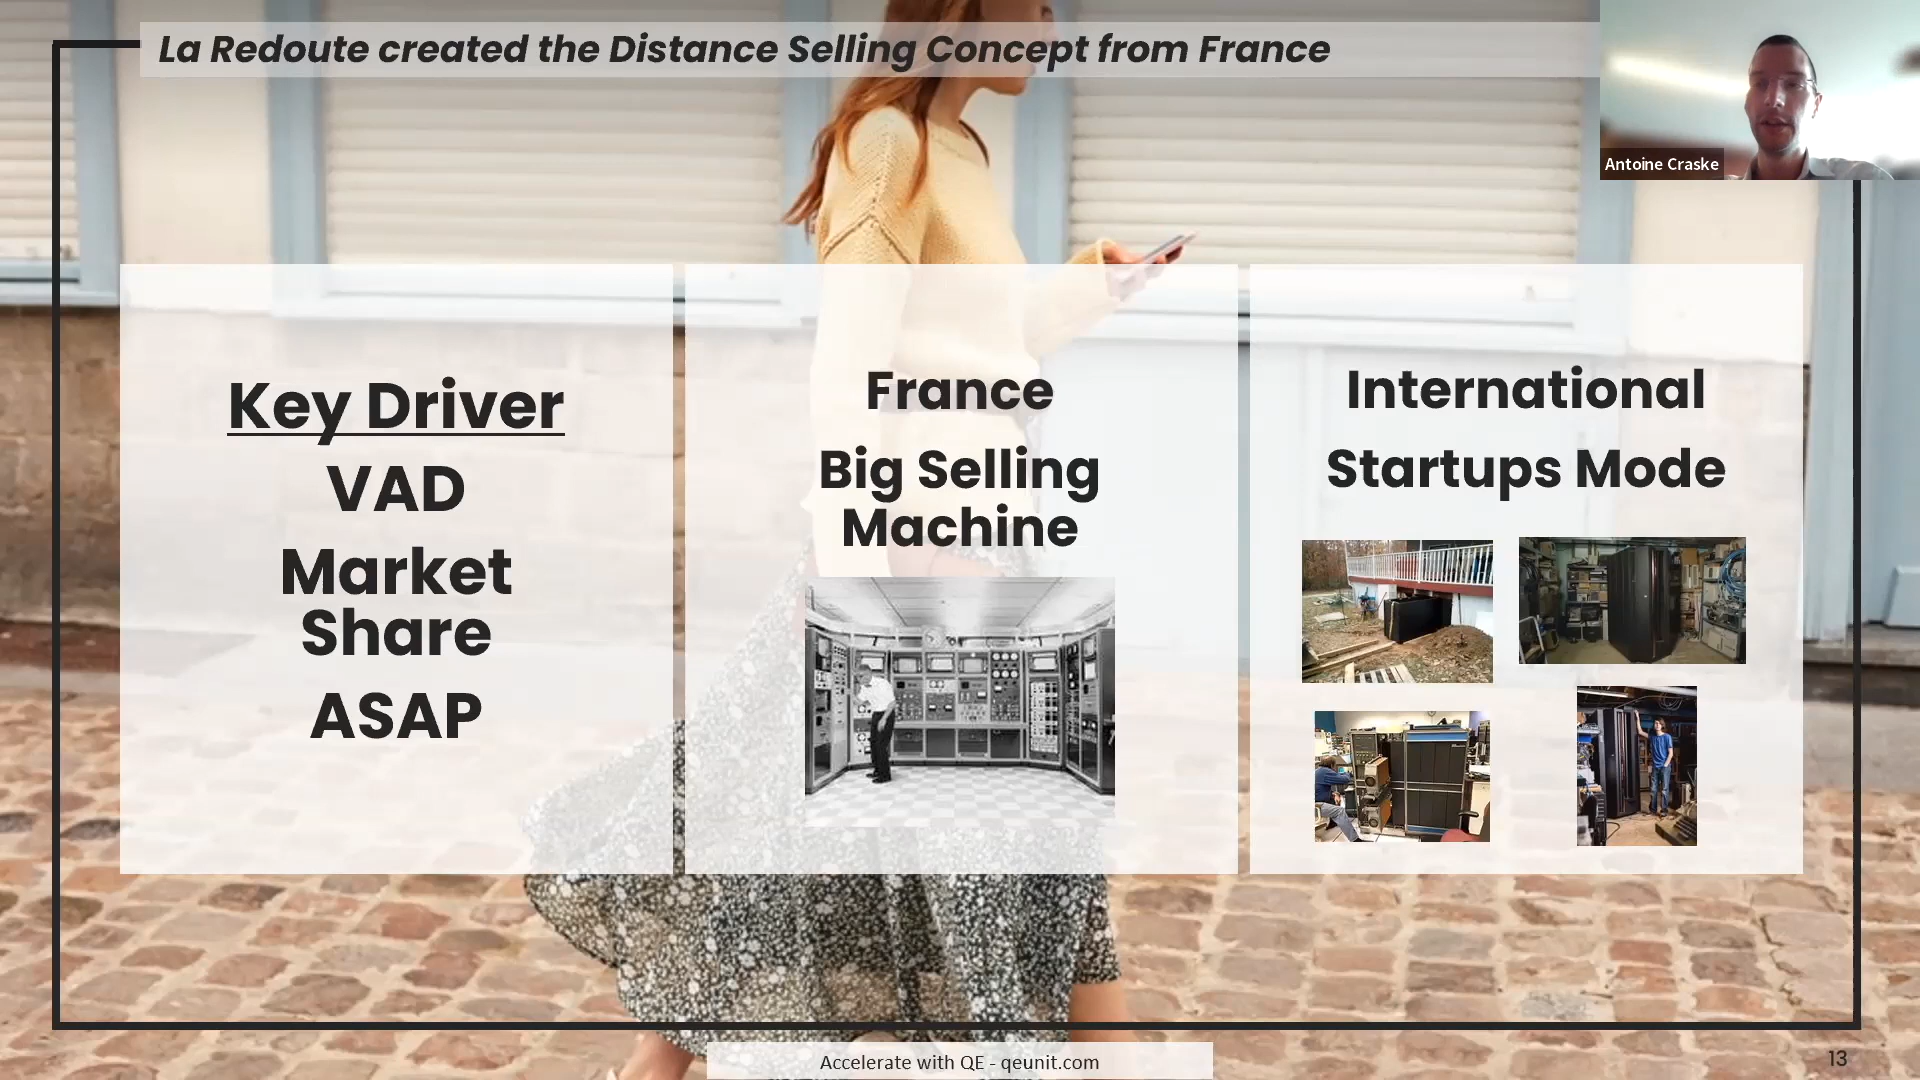 La Redoute created the Distance Selling Concept from France
Antoine Craske
Key Driver
VAD
Market
Share
ASAP
France
Big Selling
Machine
International
Startups Mode
Accelerate with QE - qeunit.com
13